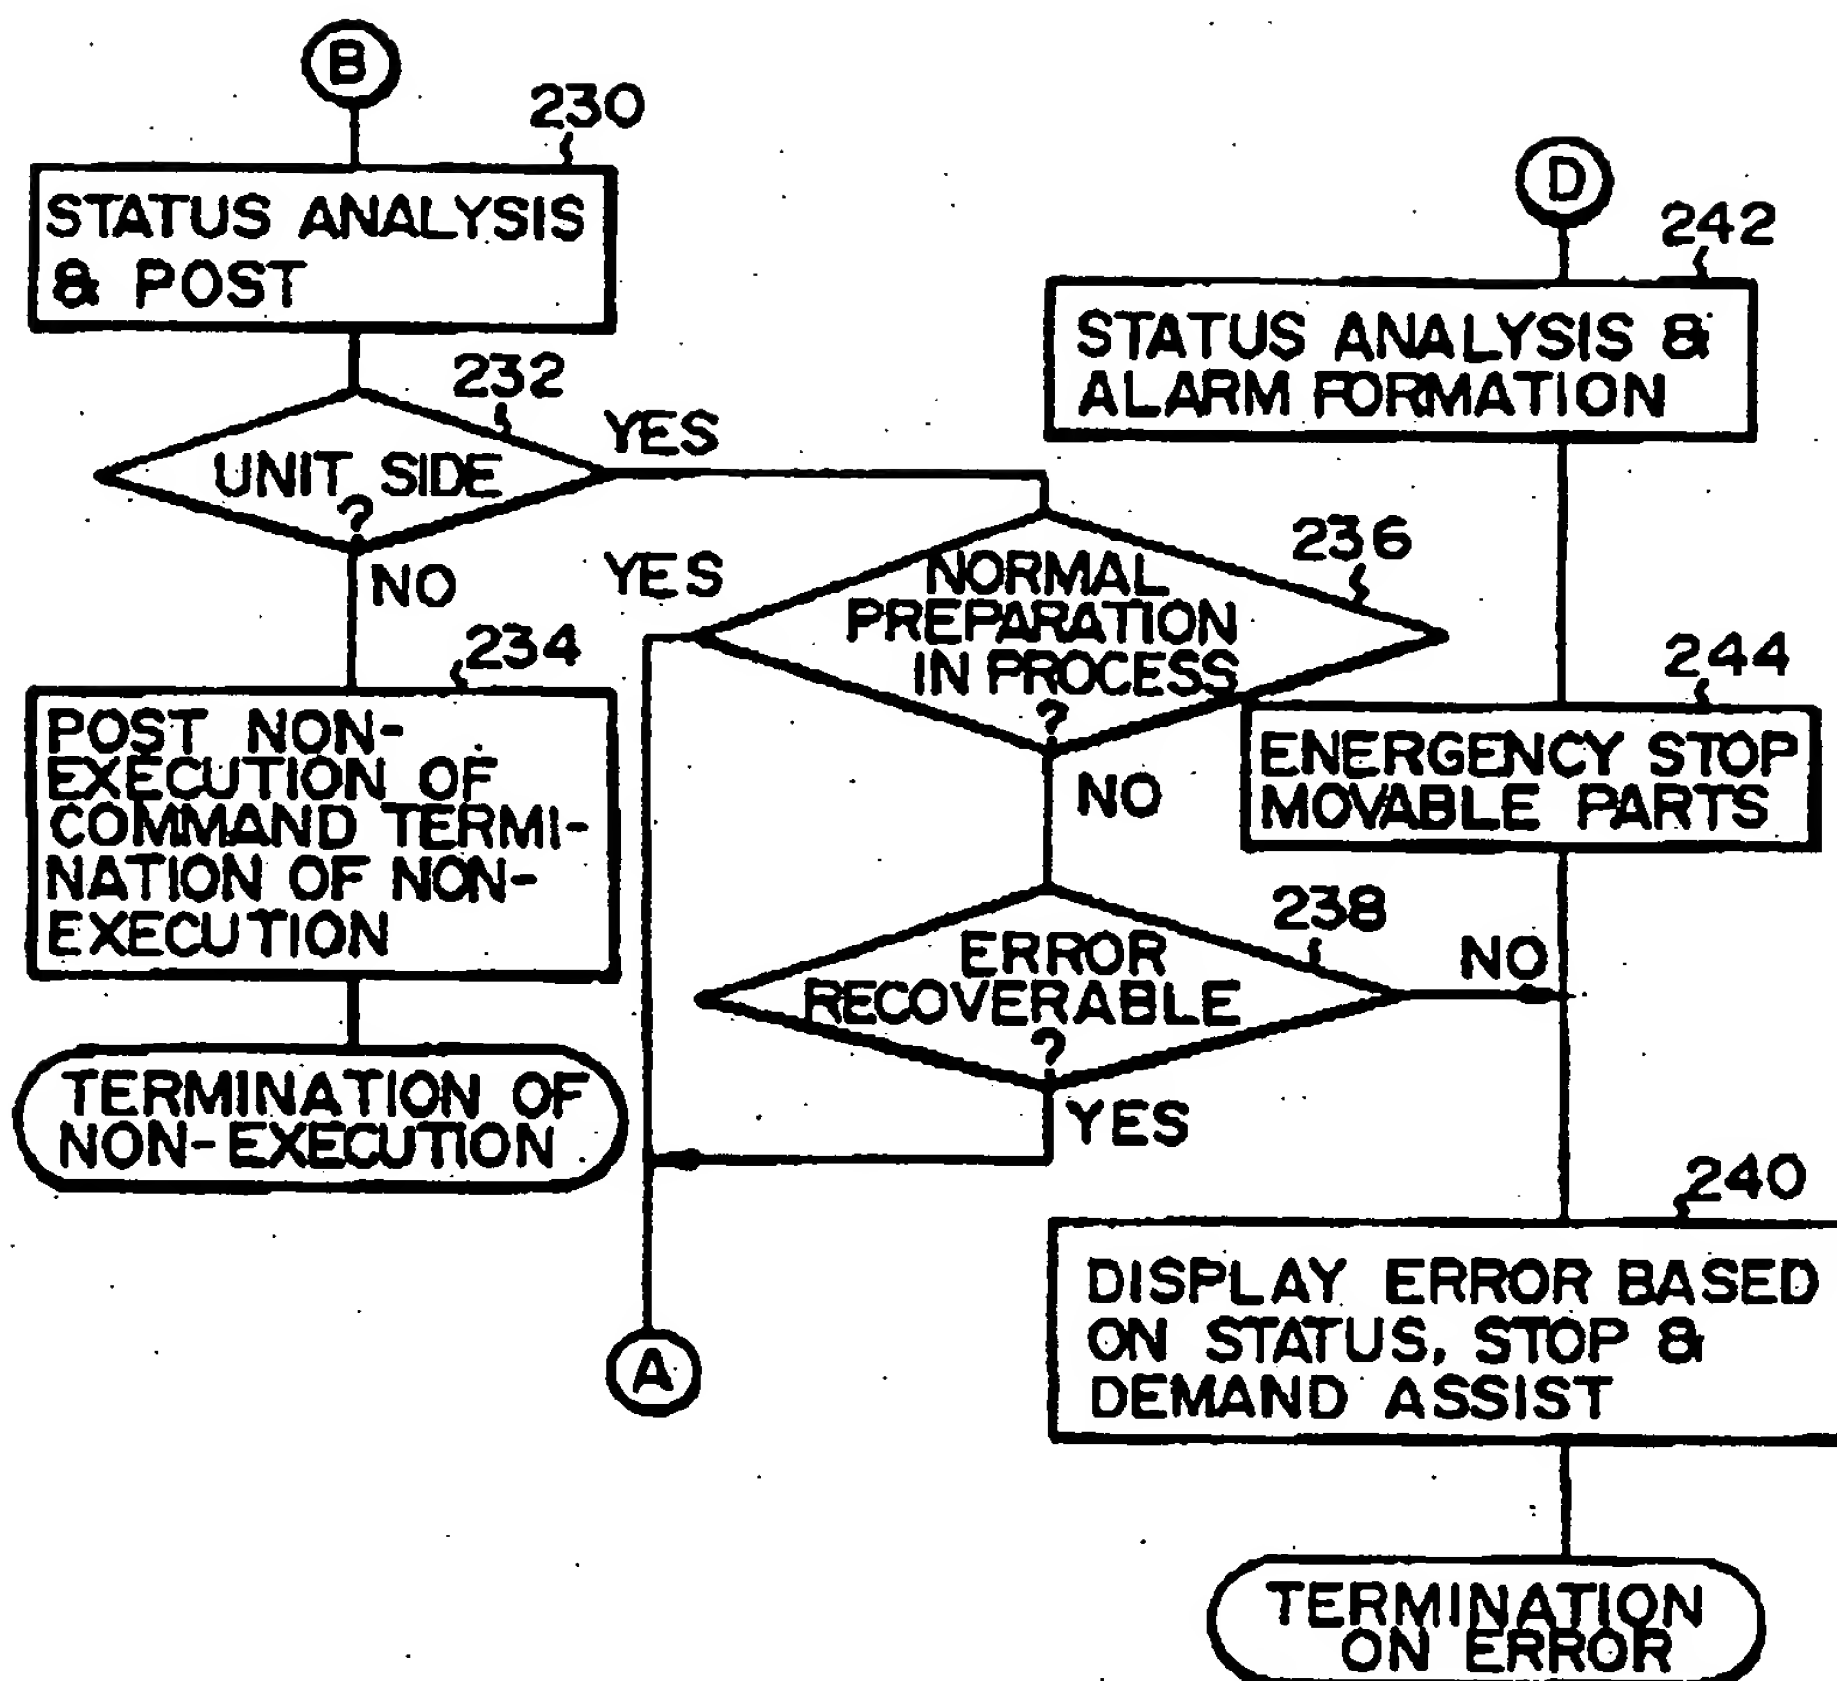 B
230
STATUS ANALYSIS
& POST
232
UNIT SIDE
?
YES
NO
234
POST NON-
EXECUTION OF
COMMAND TERMI-
NATION OF NON-
EXECUTION
TERMINATION OF
NON-EXECUTION
236
YES
NORMAL
PREPARATION
IN PROCESS
?
NO
238
ERROR
RECOVERABLE
?
NO
YES
A
D
242
STATUS ANALYSIS &
ALARM FORMATION
244
ENERGENCY STOP
MOVABLE PARTS
240
DISPLAY ERROR BASED
ON STATUS, STOP &
DEMAND ASSIST
TERMINATION
ON ERROR